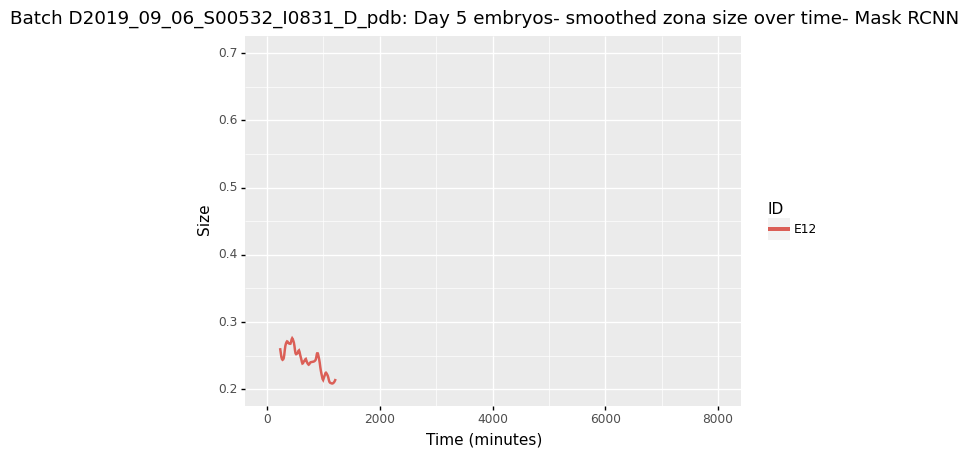 Batch D2019_09_06_S00532_I0831_D_pdb: Day 5 embryos- smoothed zona size over time- Mask RCNN
0.7
0.6
0.5
0.4
0.3
0.2
Size
0 2000 4000 6000 8000
Time (minutes)
ID
E12